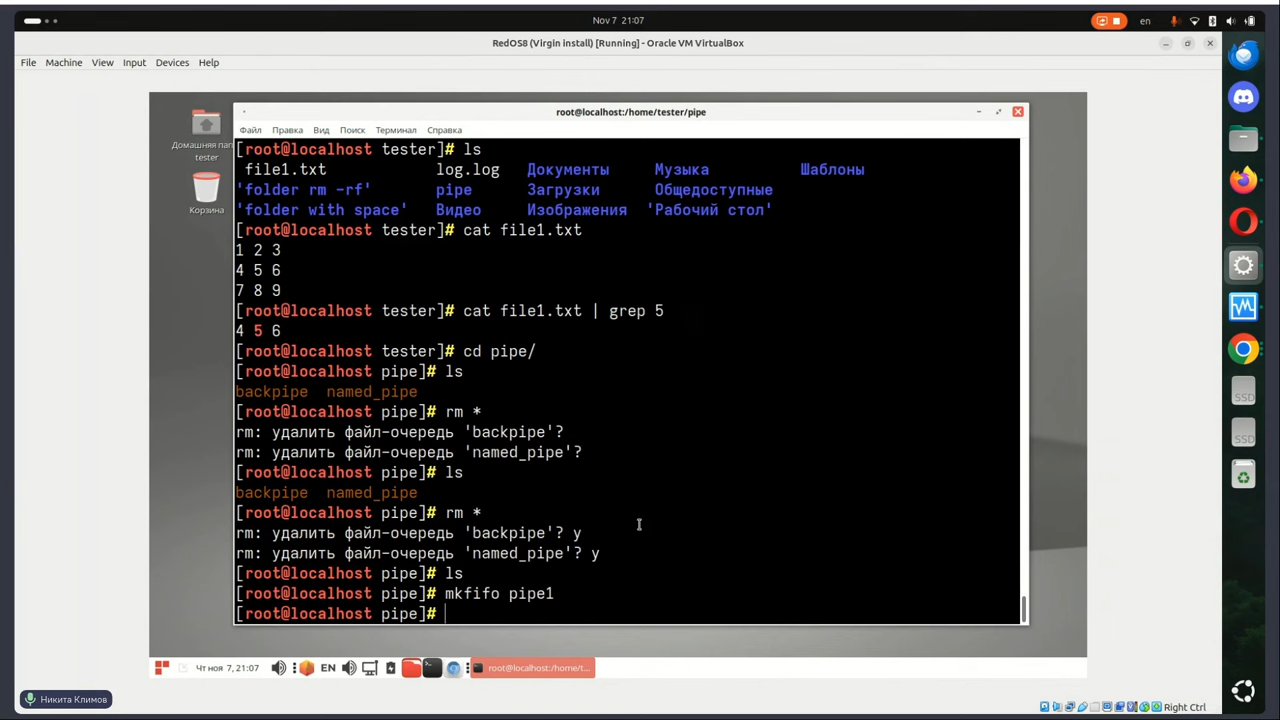 Nov 7 21:07
en
RedOS8 (Virgin install) [Running] - Oracle VM VirtualBox
File Machine View Input Devices Help
root@localhost:/home/tester/pipe
Файл Правка Вид Поиск Терминал Справка
Домашняя пап
tester
Корзина
[root@localhost tester]# ls
file1.txt log.log Документы Музыка Шаблоны
'folder rm -rf' pipe Загрузки Общедоступные
'folder with space' Видео Изображения 'Рабочий стол'
[root@localhost tester]# cat file1.txt
1 2 3
4 5 6
7 8 9
[root@localhost tester]# cat file1.txt | grep 5
4 5 6
[root@localhost tester]# cd pipe/
[root@localhost pipe]# ls
backpipe named_pipe
[root@localhost pipe]# rm *
rm: удалить файл-очередь 'backpipe'?
rm: удалить файл-очередь 'named_pipe'?
[root@localhost pipe]# ls
backpipe named_pipe
[root@localhost pipe]# rm *
rm: удалить файл-очередь 'backpipe'? y
rm: удалить файл-очередь 'named_pipe'? y
[root@localhost pipe]# ls
[root@localhost pipe]# mkfifo pipe1
[root@localhost pipe]#
Чт ноя 7, 21:07
EN
root@localhost:/home/t...
SSD
SSD
Никита Климов
Right Ctrl